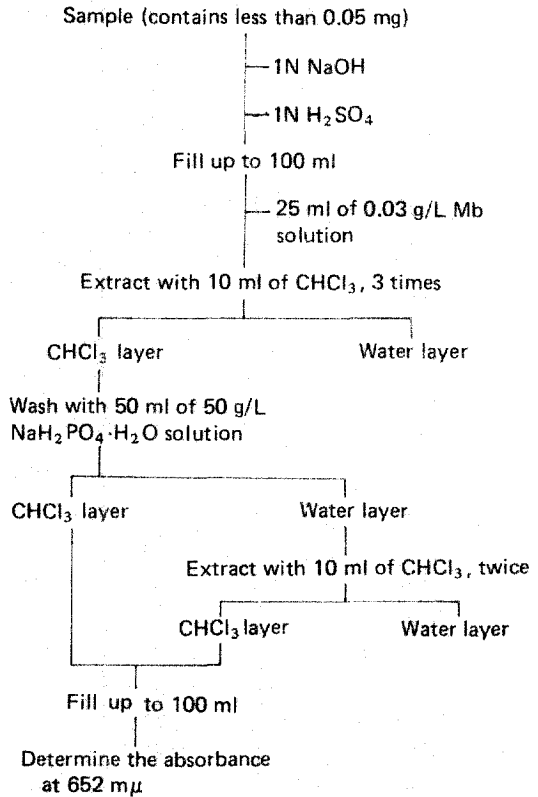 Sample (contains less than 0.05 mg)
1N NaOH
1N H₂SO₄
Fill up to 100 ml
25 ml of 0.03 g/L Mb
solution
Extract with 10 ml of CHCl₃, 3 times
CHCl₃ layer
Water layer
Wash with 50 ml of 50 g/L
NaH₂PO₄·H₂O solution
CHCl₃ layer
Water layer
Extract with 10 ml of CHCl₃, twice
CHCl₃ layer
Water layer
Fill up to 100 ml
Determine the absorbance
at 652 mμ